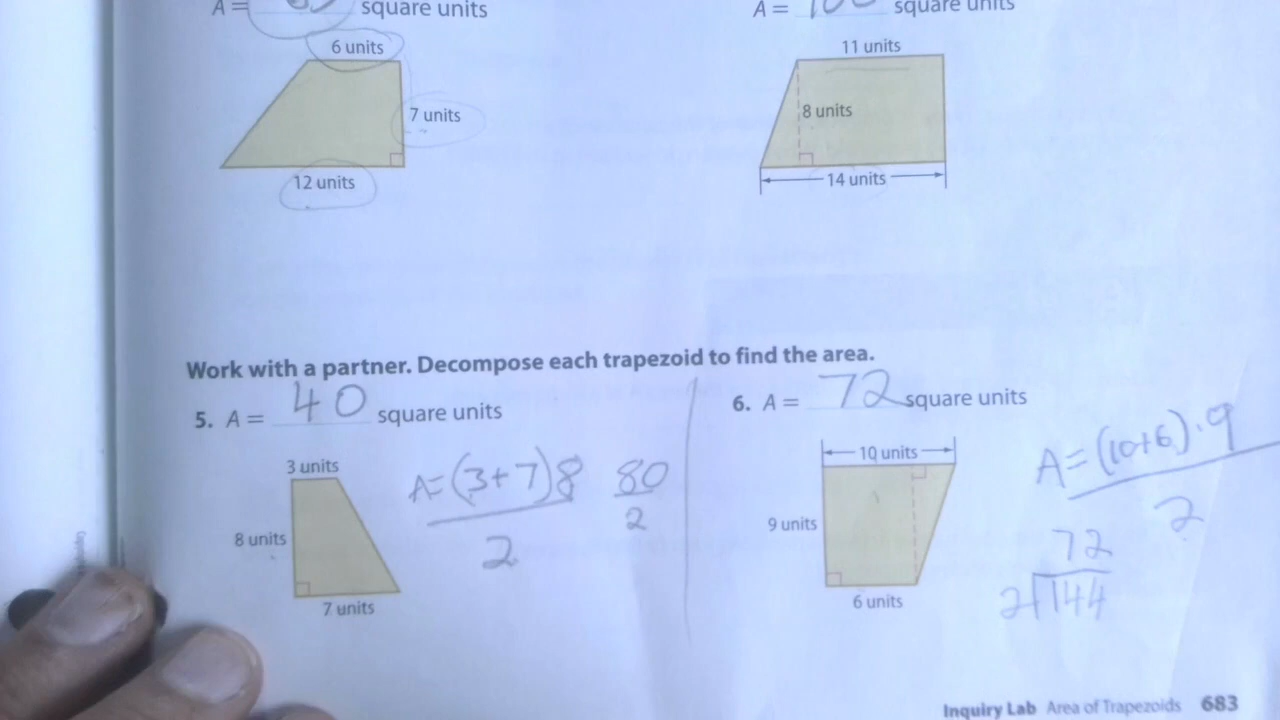 A = 63 square units
6 units
7 units
12 units
A = 100 square units
11 units
8 units
14 units
Work with a partner. Decompose each trapezoid to find the area.
5. A = 40 square units
3 units
8 units
7 units
A=(3+7)8
2
80
2
6. A = 72 square units
10 units
9 units
6 units
A=(10+6)·9
2
72
2 144
Inquiry Lab Area of Trapezoids 683